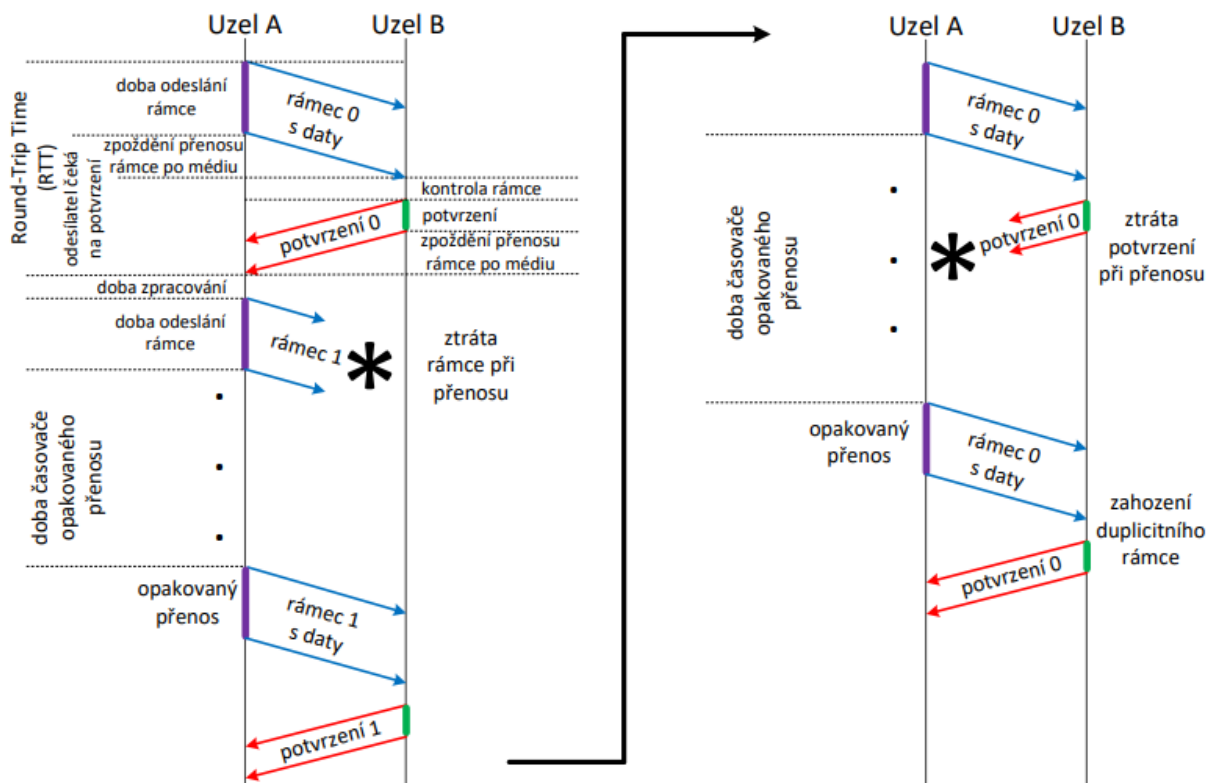 Uzel A
Uzel B
doba odeslání
rámce
rámec 0
s daty
Round-Trip Time
(RTT)
odesílatel čeká
na potvrzení
zpoždění přenosu
rámce po médiu
kontrola rámce
potvrzení
potvrzení 0
zpoždění přenosu
rámce po médiu
doba zpracování
doba odeslání
rámce
rámec 1
*
ztráta
rámce při
přenosu
doba časovače
opakovaného
přenosu
opakovaný
přenos
rámec 1
s daty
potvrzení 1
Uzel A
Uzel B
rámec 0
s daty
doba časovače
opakovaného
přenosu
*
potvrzení 0
ztráta
potvrzení
při přenosu
opakovaný
přenos
rámec 0
s daty
zahození
duplicitního
rámce
potvrzení 0